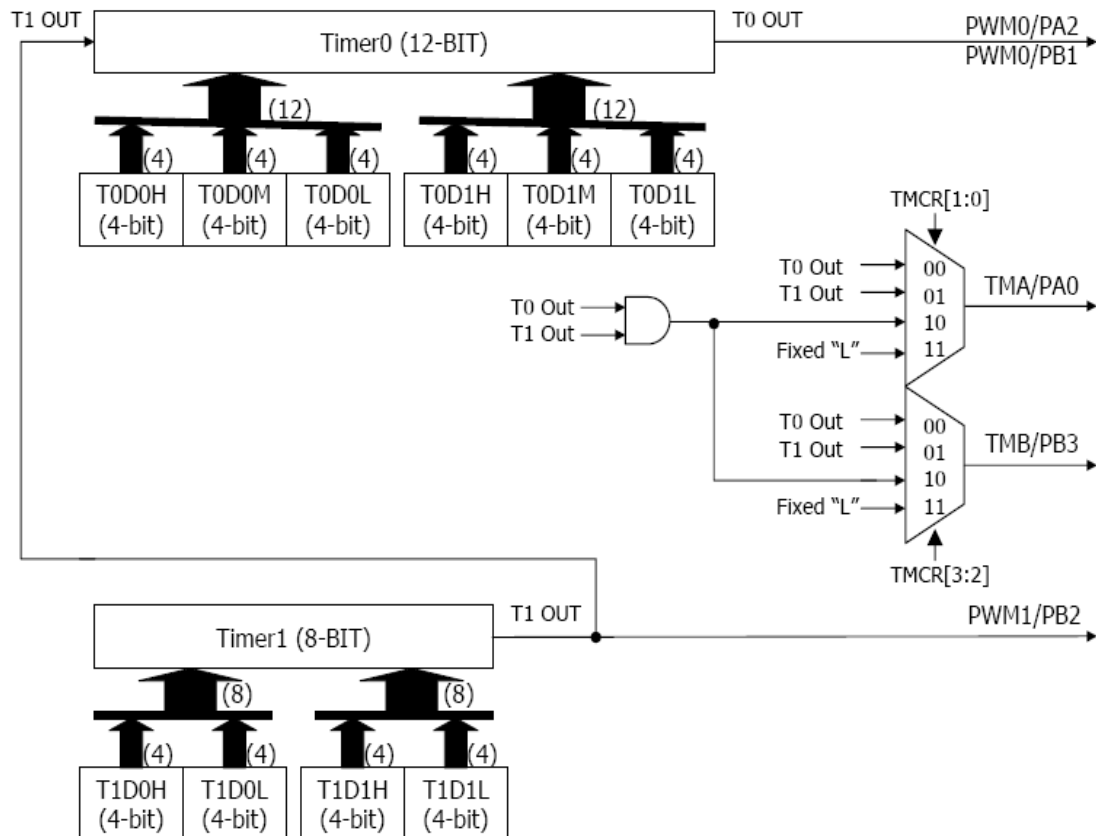 T1 OUT
Timer0 (12-BIT)
T0 OUT
PWM0/PA2
PWM0/PB1
(12)
(12)
(4)
(4)
(4)
(4)
(4)
(4)
T0D0H
(4-bit)
T0D0M
(4-bit)
T0D0L
(4-bit)
T0D1H
(4-bit)
T0D1M
(4-bit)
T0D1L
(4-bit)
TMCR[1:0]
T0 Out
T1 Out
T0 Out
T1 Out
Fixed “L”
00
01
10
11
TMA/PA0
T0 Out
T1 Out
Fixed “L”
00
01
10
11
TMB/PB3
TMCR[3:2]
Timer1 (8-BIT)
T1 OUT
PWM1/PB2
(8)
(8)
(4)
(4)
(4)
(4)
T1D0H
(4-bit)
T1D0L
(4-bit)
T1D1H
(4-bit)
T1D1L
(4-bit)